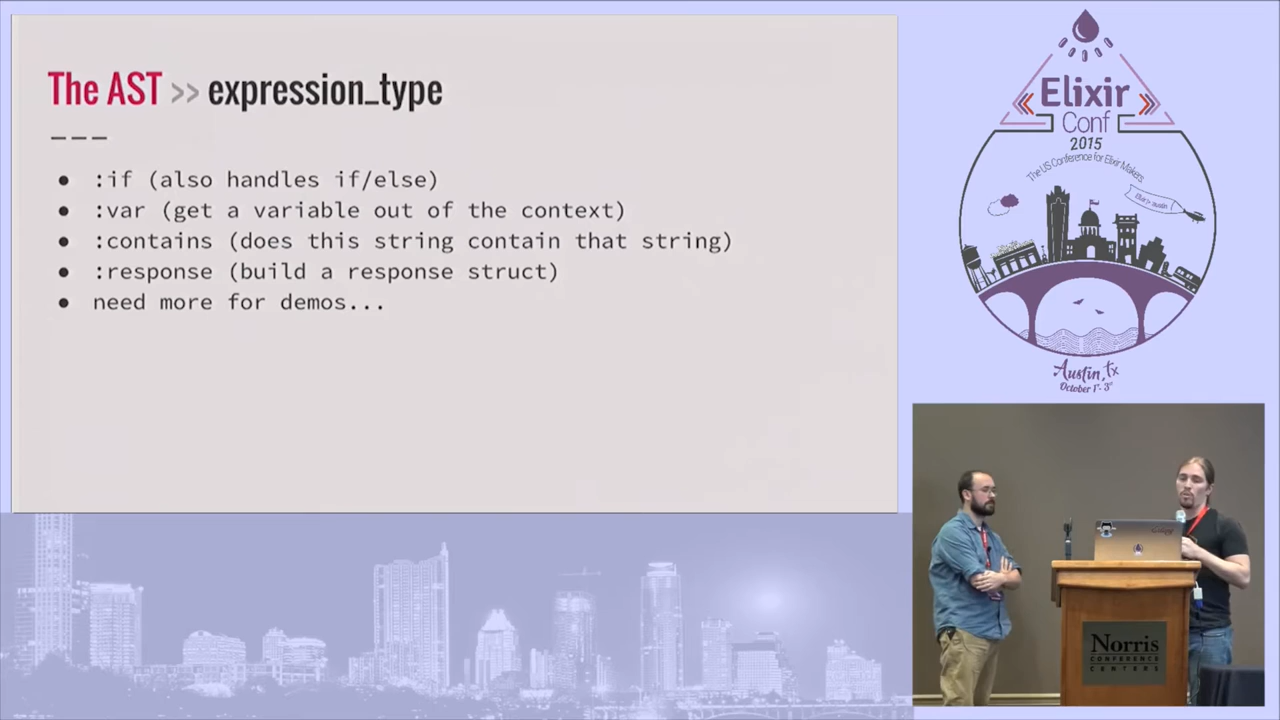 The AST >> expression_type
---
● :if (also handles if/else)
● :var (get a variable out of the context)
● :contains (does this string contain that string)
● :response (build a response struct)
● need more for demos...
Elixir
Conf
2015
The US Conference for Elixir Makers
Austin, Tx
October 1st - 3rd
Norris
CONFERENCE
CENTERS